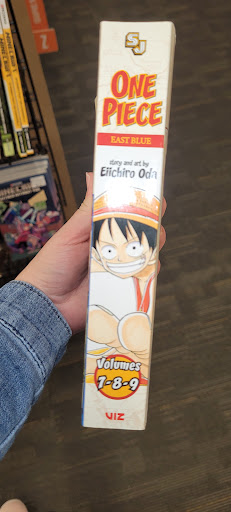 SJ
ONE
PIECE
EAST BLUE
story and art by
Eiichiro Oda
Volumes
7-8-9
VIZ